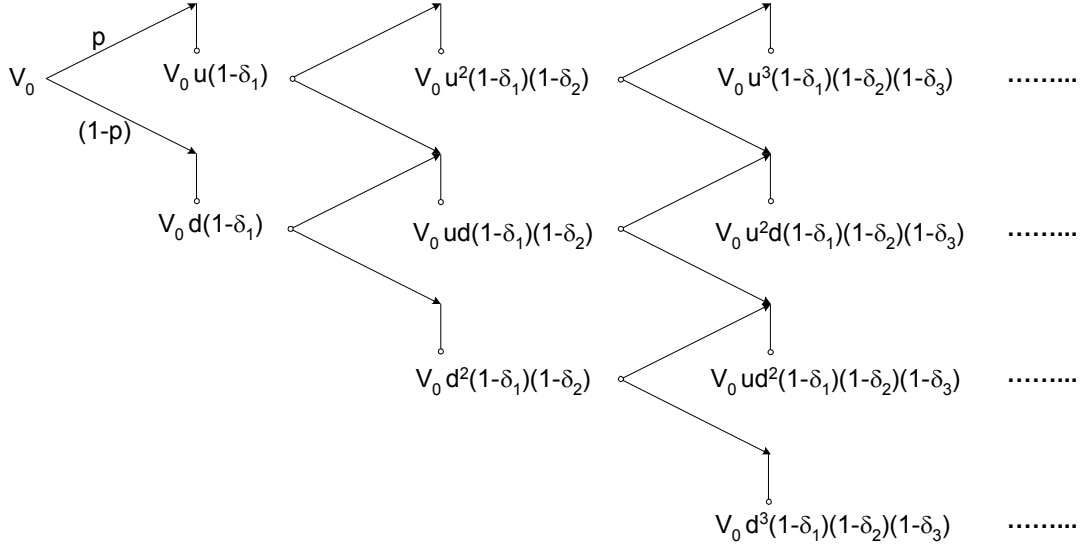 p
V₀ V₀ u(1-δ₁) V₀ u²(1-δ₁)(1-δ₂) V₀ u³(1-δ₁)(1-δ₂)(1-δ₃) .........
(1-p)
V₀ d(1-δ₁) V₀ ud(1-δ₁)(1-δ₂) V₀ u²d(1-δ₁)(1-δ₂)(1-δ₃) .........
V₀ d²(1-δ₁)(1-δ₂) V₀ ud²(1-δ₁)(1-δ₂)(1-δ₃) .........
V₀ d³(1-δ₁)(1-δ₂)(1-δ₃) .........